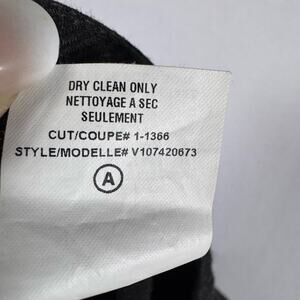 DRY CLEAN ONLY
NETTOYAGE A SEC
SEULEMENT
CUT/COUPE# 1-1366
STYLE/MODELLE# V107420673
A